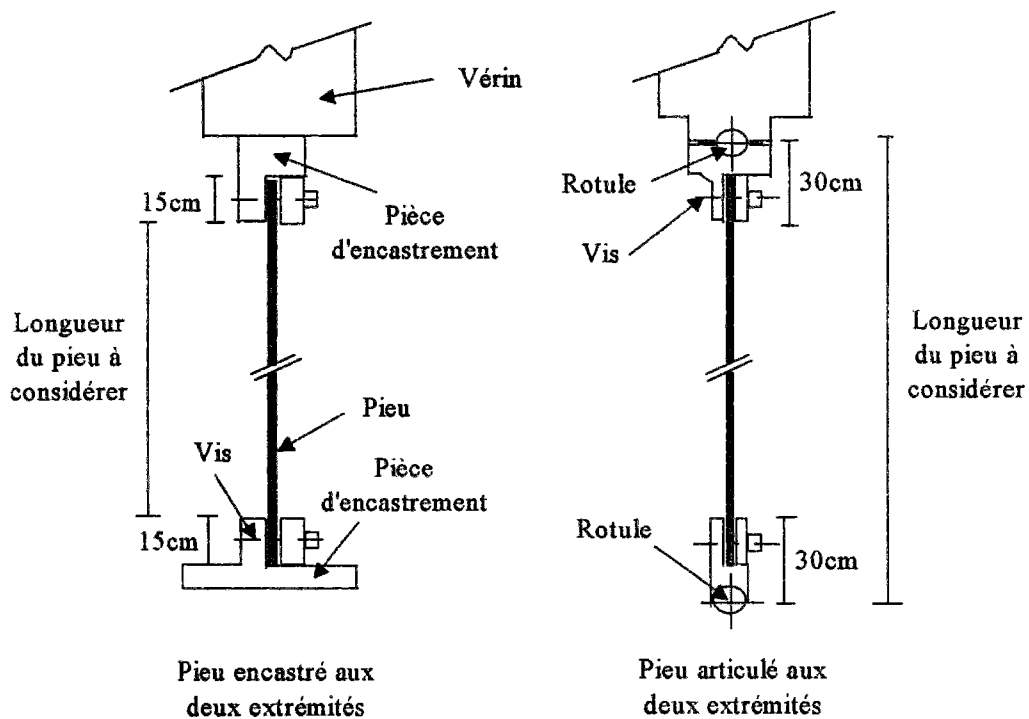 Vérin
15cm
Pièce
d'encastrement
Longueur
du pieu à
considérer
Pieu
Vis
Pièce
d'encastrement
15cm
Pieu encastré aux
deux extrémités
Rotule
30cm
Vis
Longueur
du pieu à
considérer
Rotule
30cm
Pieu articulé aux
deux extrémités